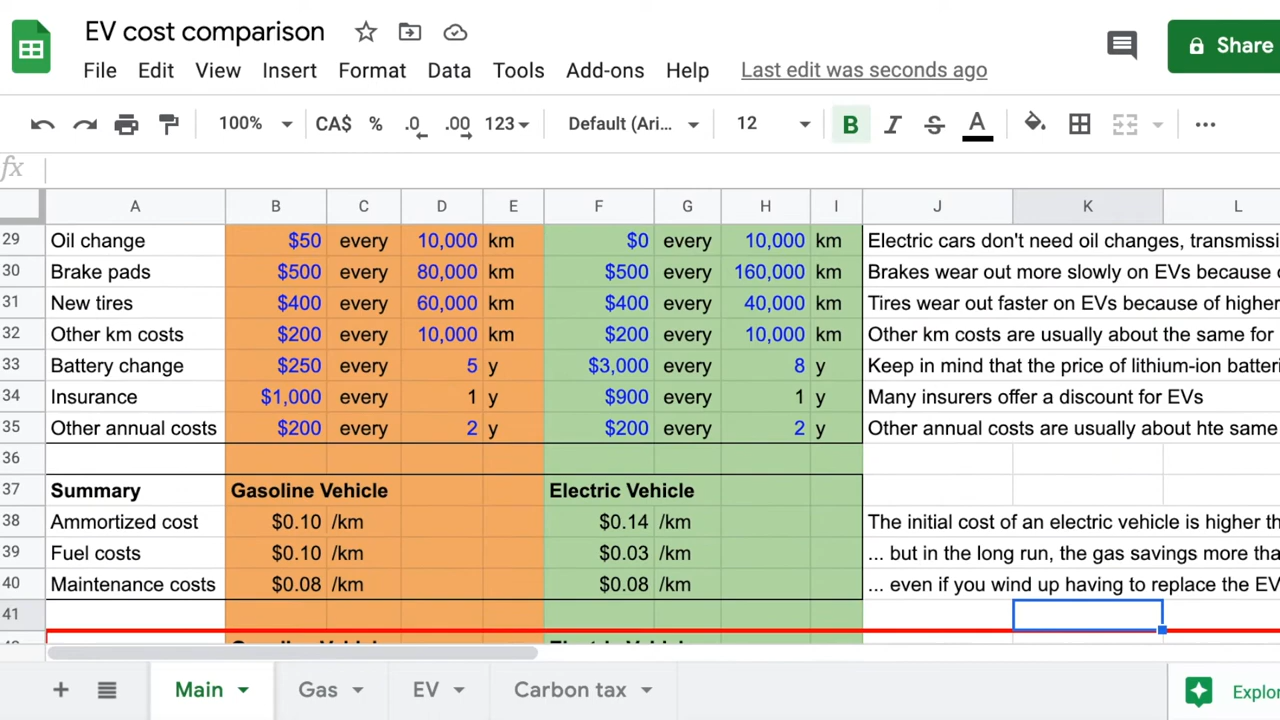 EV cost comparison
File Edit View Insert Format Data Tools Add-ons Help Last edit was seconds ago
Share
100% CA$ % .0 .00 123 Default (Ari... 12 B I S A ...
fx
A B C D E F G H I J K L
29 Oil change $50 every 10,000 km $0 every 10,000 km Electric cars don't need oil changes, transmissi
30 Brake pads $500 every 80,000 km $500 every 160,000 km Brakes wear out more slowly on EVs because
31 New tires $400 every 60,000 km $400 every 40,000 km Tires wear out faster on EVs because of higher
32 Other km costs $200 every 10,000 km $200 every 10,000 km Other km costs are usually about the same for
33 Battery change $250 every 5 y $3,000 every 8 y Keep in mind that the price of lithium-ion batteri
34 Insurance $1,000 every 1 y $900 every 1 y Many insurers offer a discount for EVs
35 Other annual costs $200 every 2 y $200 every 2 y Other annual costs are usually about hte same
36
37 Summary Gasoline Vehicle Electric Vehicle
38 Ammortized cost $0.10 /km $0.14 /km The initial cost of an electric vehicle is higher th
39 Fuel costs $0.10 /km $0.03 /km ... but in the long run, the gas savings more tha
40 Maintenance costs $0.08 /km $0.08 /km ... even if you wind up having to replace the EV
41
+ Main Gas EV Carbon tax Explor